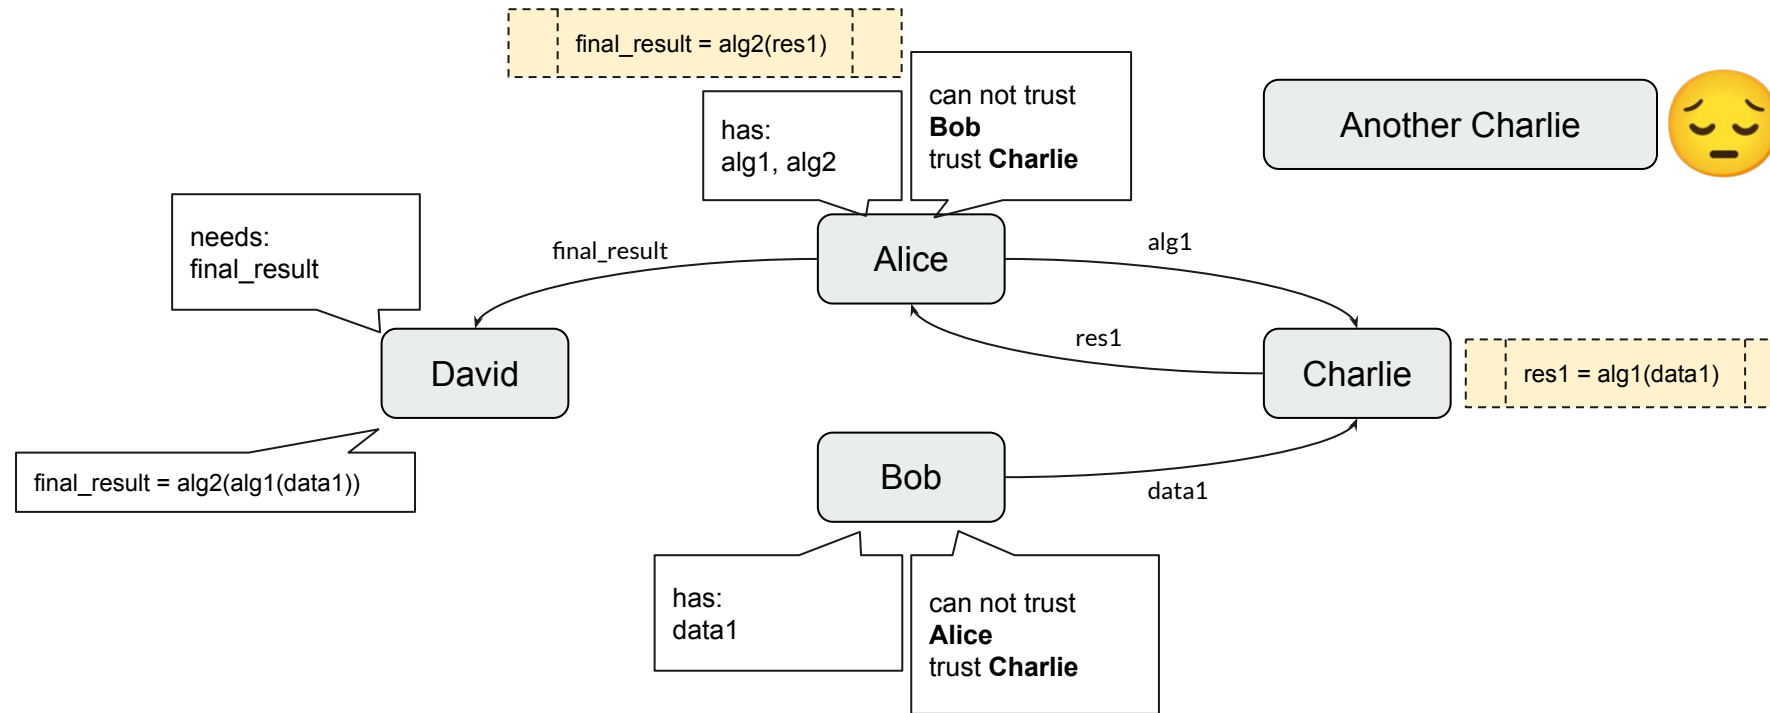 final_result = alg2(res1)
can not trust
Bob
trust Charlie
has:
alg1, alg2
Another Charlie
needs:
final_result
final_result
Alice
alg1
res1
David
Charlie
res1 = alg1(data1)
final_result = alg2(alg1(data1))
Bob
data1
has:
data1
can not trust
Alice
trust Charlie